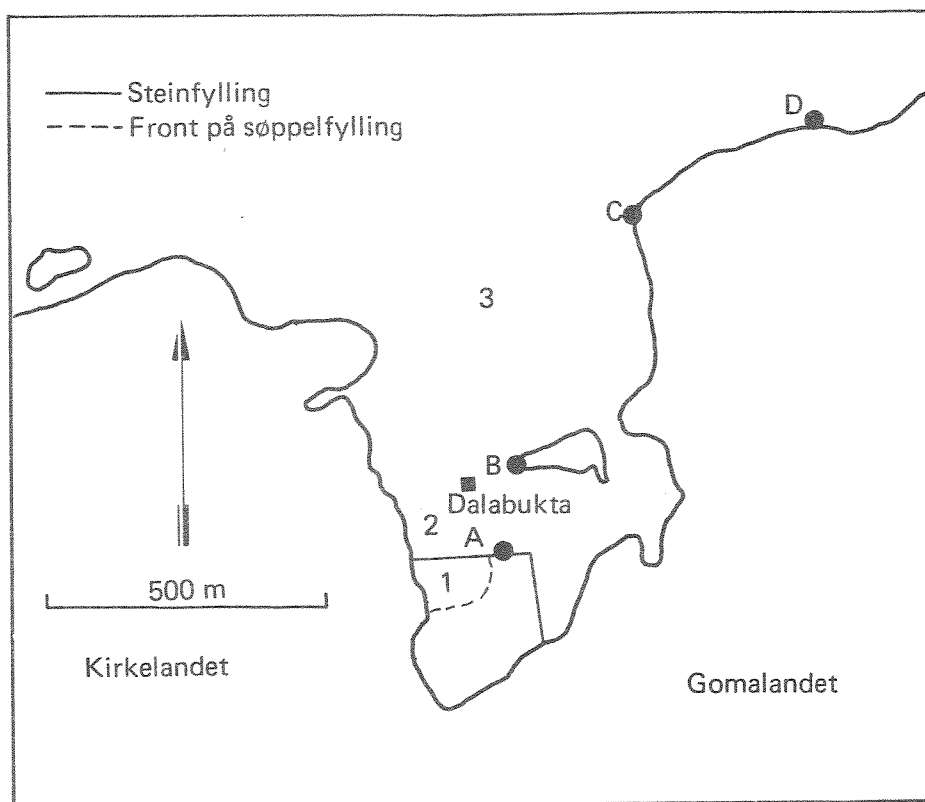 Steinfylling
Front på søppelfylling
D
C
3
B
Dalabukta
2
A
1
500 m
Kirkelandet
Gomalandet